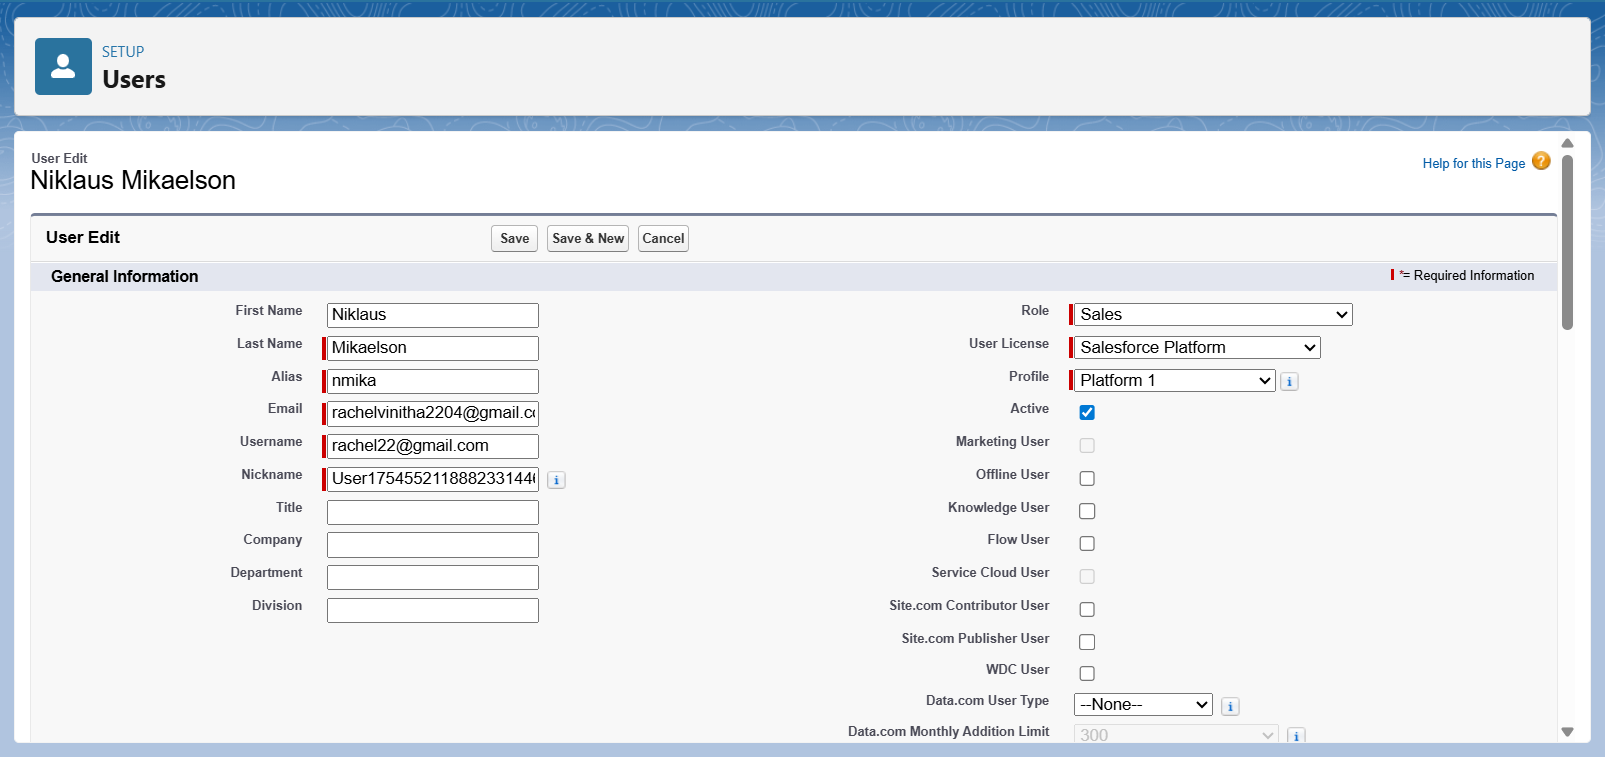 SETUP
Users
User Edit
Niklaus Mikaelson
Help for this Page ?
User Edit
Save
Save & New
Cancel
General Information
*= Required Information
First Name Niklaus
Last Name Mikaelson
Alias nmika
Email rachelvinitha2204@gmail.co
Username rachel22@gmail.com
Nickname User1754552118882331446 i
Title
Company
Department
Division
Role Sales
User License Salesforce Platform
Profile Platform 1 i
Active
Marketing User
Offline User
Knowledge User
Flow User
Service Cloud User
Site.com Contributor User
Site.com Publisher User
WDC User
Data.com User Type --None-- i
Data.com Monthly Addition Limit 300 i